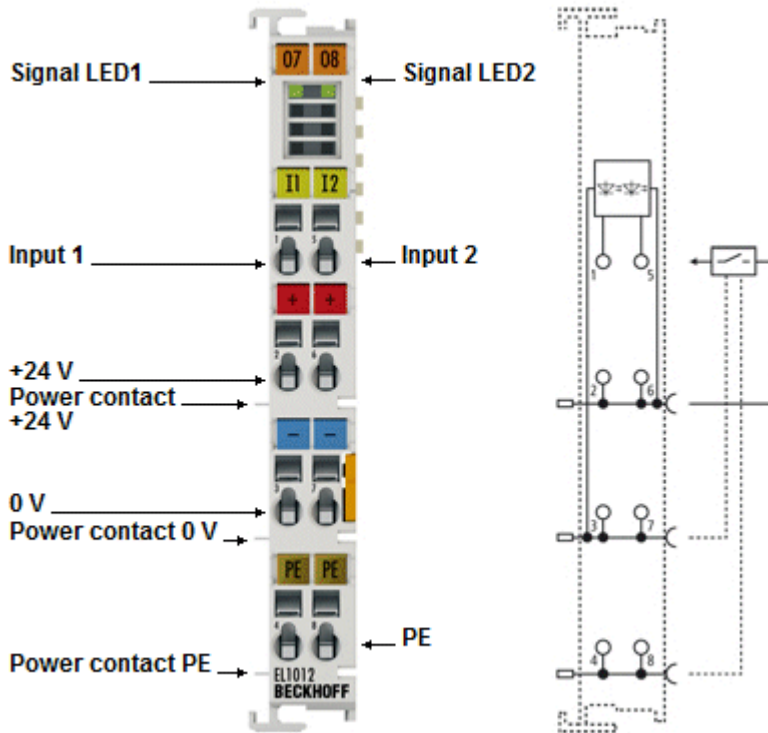 07 08
Signal LED1
Signal LED2
I1 I2
1 5
Input 1
Input 2
+ +
2 6
+24 V
Power contact
+24 V
− −
3 7
0 V
Power contact 0 V
PE PE
4 8
PE
Power contact PE
EL1012
BECKHOFF
1 5
2 6
3 7
4 8